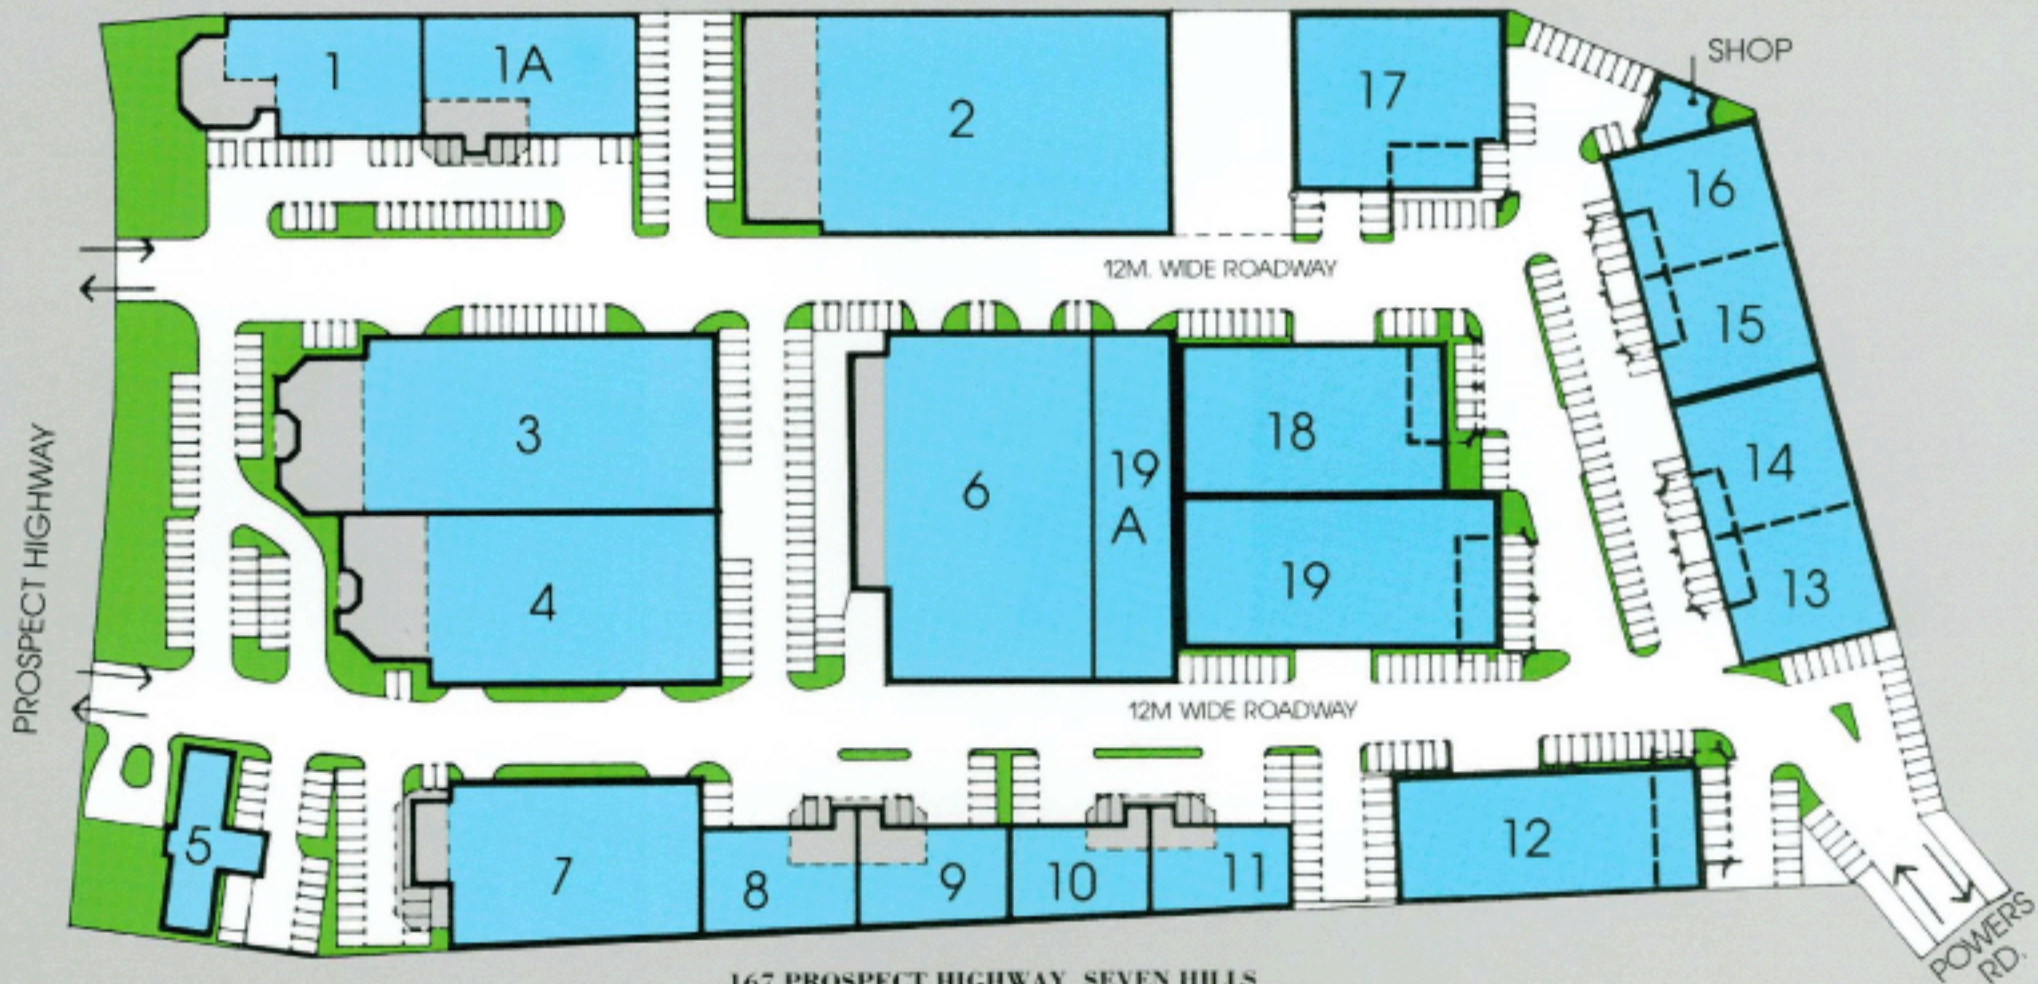 1
1A
2
17
SHOP
16
12M. WIDE ROADWAY
15
3
6
19
A
18
14
PROSPECT HIGHWAY
4
19
13
12M WIDE ROADWAY
5
7
8
9
10
11
12
POWERS
RD.
167 PROSPECT HIGHWAY, SEVEN HILLS